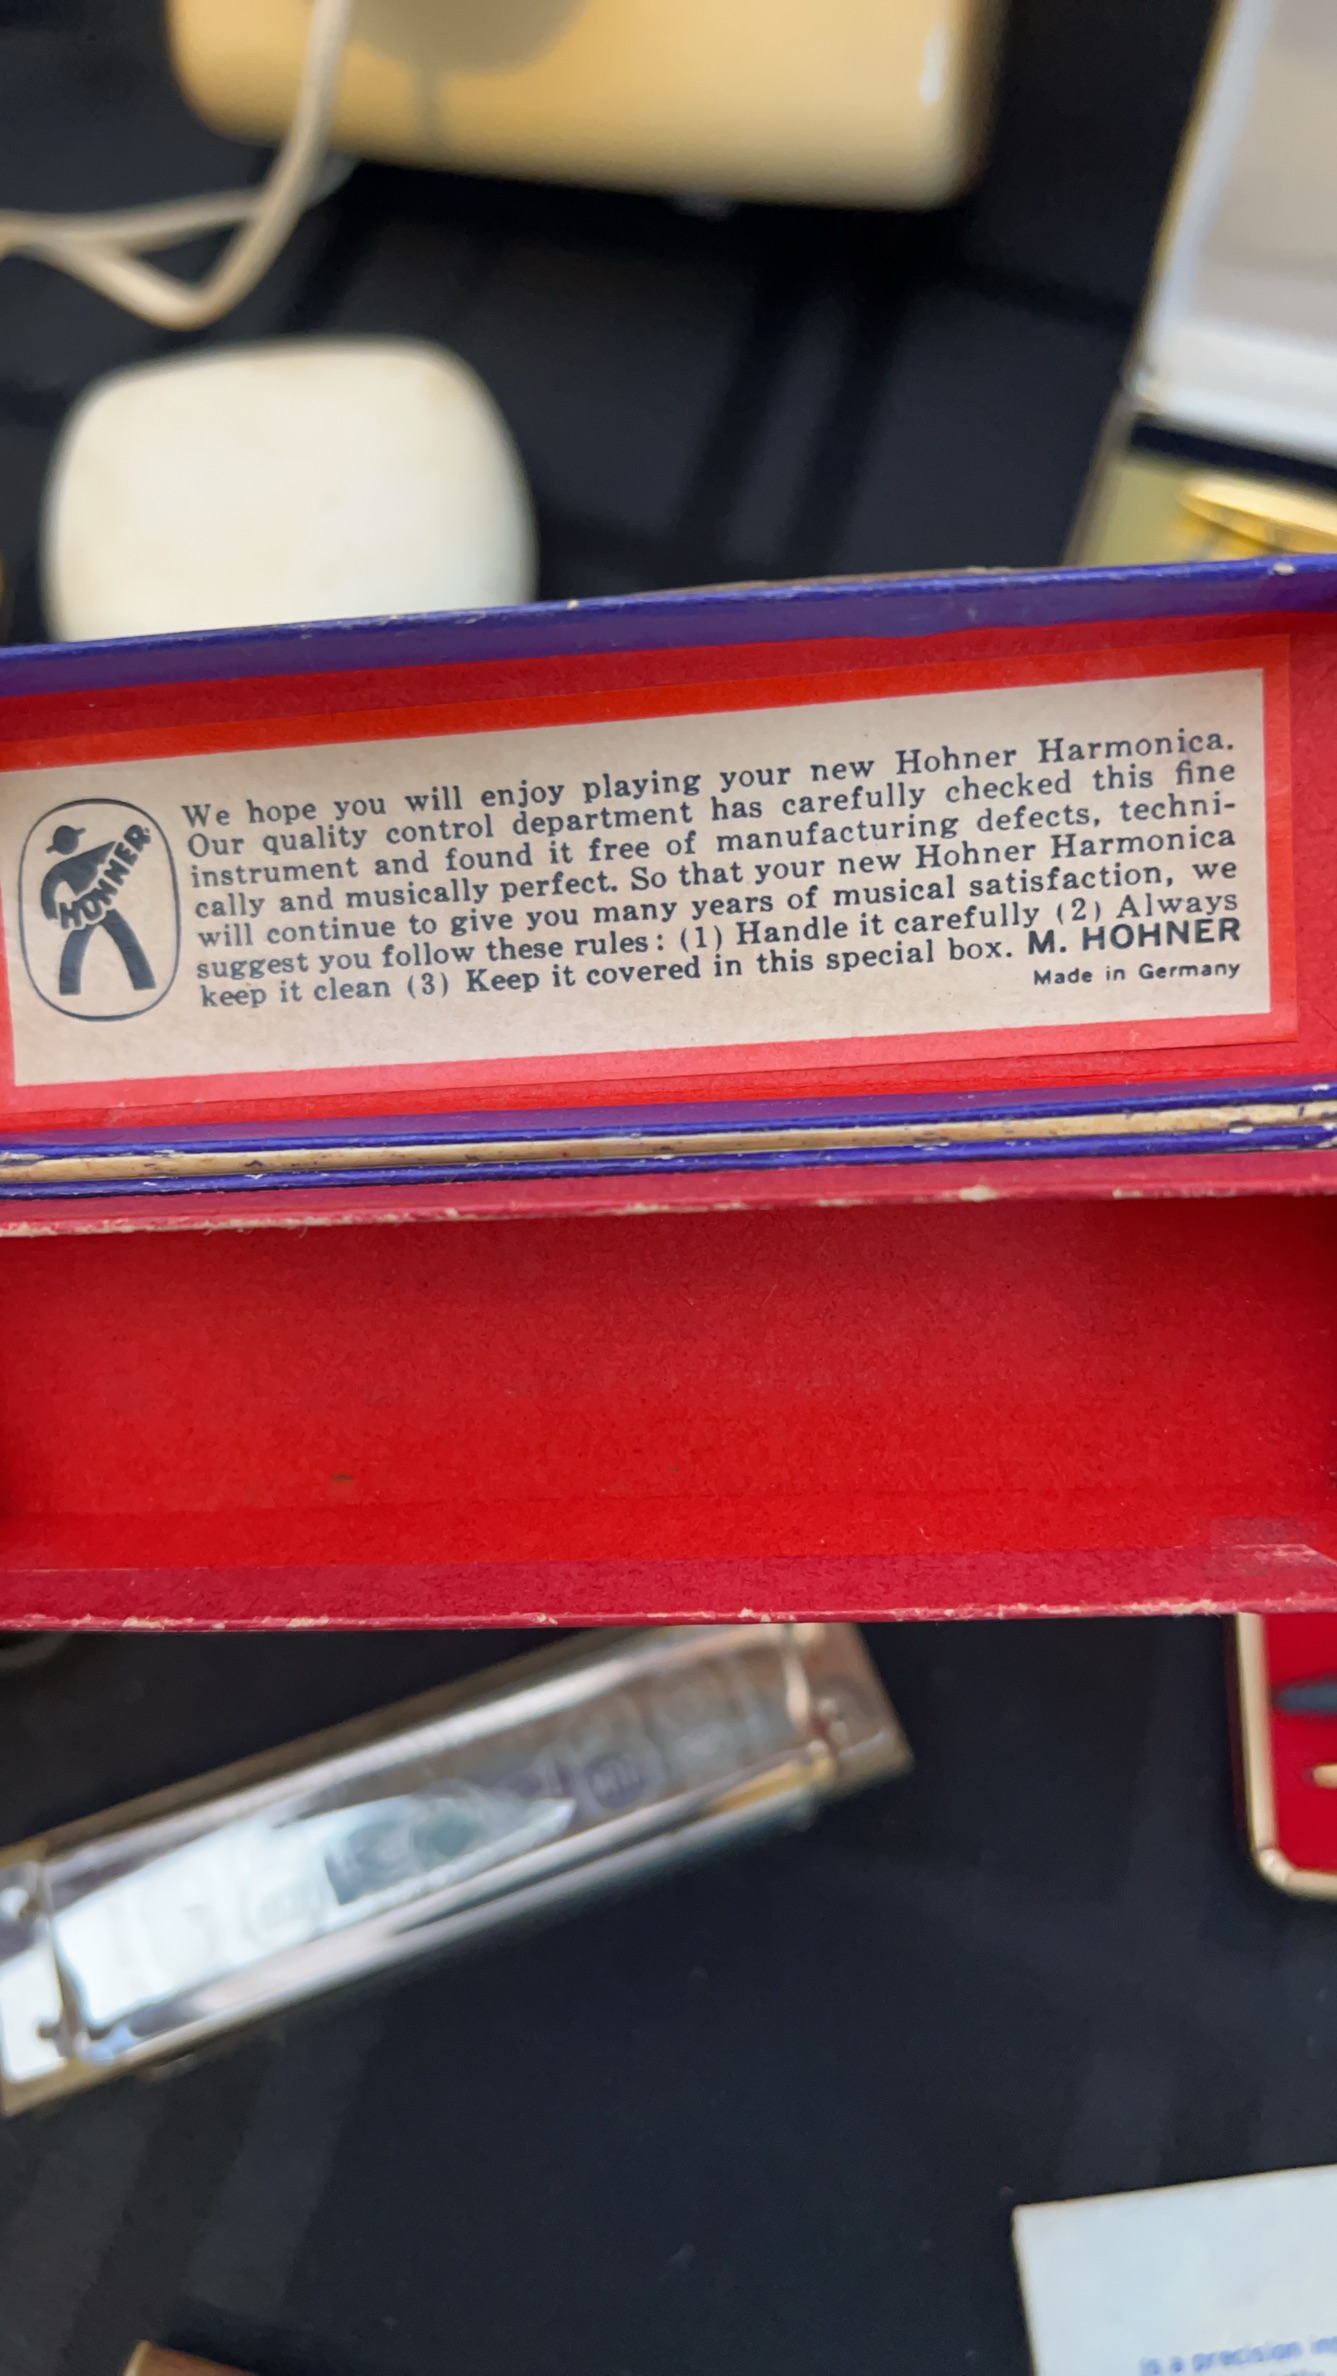 HOHNER
We hope you will enjoy playing your new Hohner Harmonica.
Our quality control department has carefully checked this fine
instrument and found it free of manufacturing defects, techni-
cally and musically perfect. So that your new Hohner Harmonica
will continue to give you many years of musical satisfaction, we
suggest you follow these rules: (1) Handle it carefully (2) Always
keep it clean (3) Keep it covered in this special box. M. HOHNER
Made in Germany
is a precision